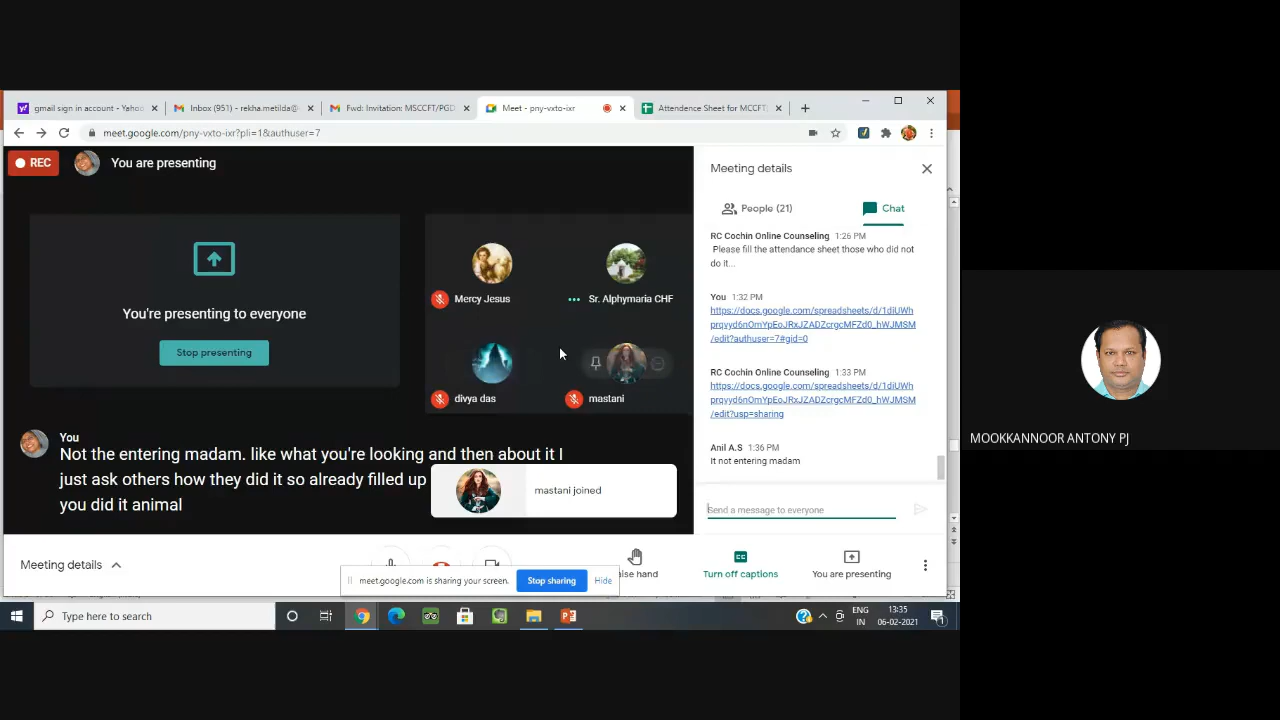 gmail sign in account - Yahoo
Inbox (951) - rekha.metilda@
Fwd: Invitation: MSCCFT/PGD
Meet - pny-vxto-ixr
Attendence Sheet for MCCFT
meet.google.com/pny-vxto-ixr?pli=1&authuser=7
REC
You are presenting
Meeting details
People (21)
Chat
You're presenting to everyone
Stop presenting
Mercy Jesus
Sr. Alphymaria CHF
divya das
mastani
RC Cochin Online Counseling 1:26 PM
Please fill the attendance sheet those who did not
do it...
You 1:32 PM
https://docs.google.com/spreadsheets/d/1diUWh
prqvyd6nOmYpEoJRxJZADZcrgcMFZd0_hWJMSM
/edit?authuser=7#gid=0
RC Cochin Online Counseling 1:33 PM
https://docs.google.com/spreadsheets/d/1diUWh
prqvyd6nOmYpEoJRxJZADZcrgcMFZd0_hWJMSM
/edit?usp=sharing
Anil A.S 1:36 PM
It not entering madam
Send a message to everyone
You
Not the entering madam. like what you're looking and then about it I
just ask others how they did it so already filled up
you did it animal
mastani joined
Meeting details
meet.google.com is sharing your screen.
Stop sharing
Hide
aise hand
Turn off captions
You are presenting
Type here to search
ENG
IN
13:35
06-02-2021
1
MOOKKANNOOR ANTONY PJ